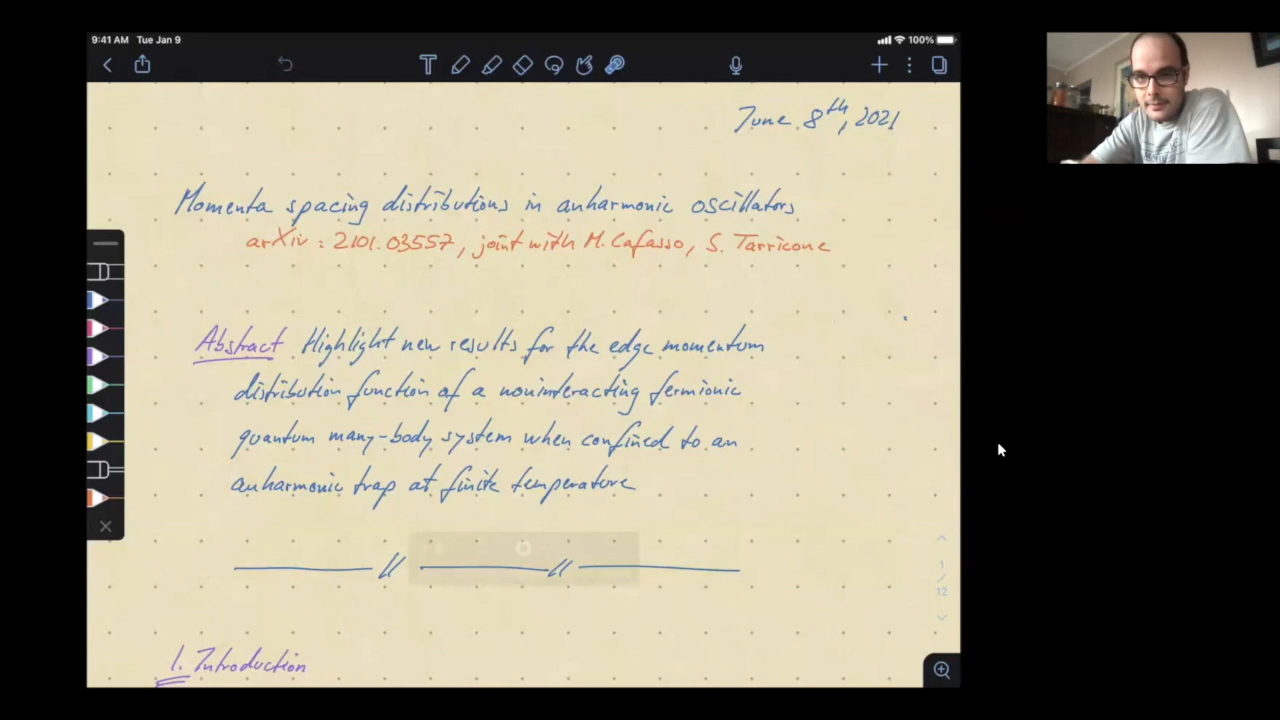 9:41 AM Tue Jan 9
100%
June 8th, 2021
Momenta spacing distributions in anharmonic oscillators
arXiv: 2101.03557, joint with M. Cafasso, S. Tarricone
Abstract Highlight new results for the edge momentum
distribution function of a noninteracting fermionic
quantum many-body system when confined to an
anharmonic trap at finite temperature
1
/
12
1. Introduction